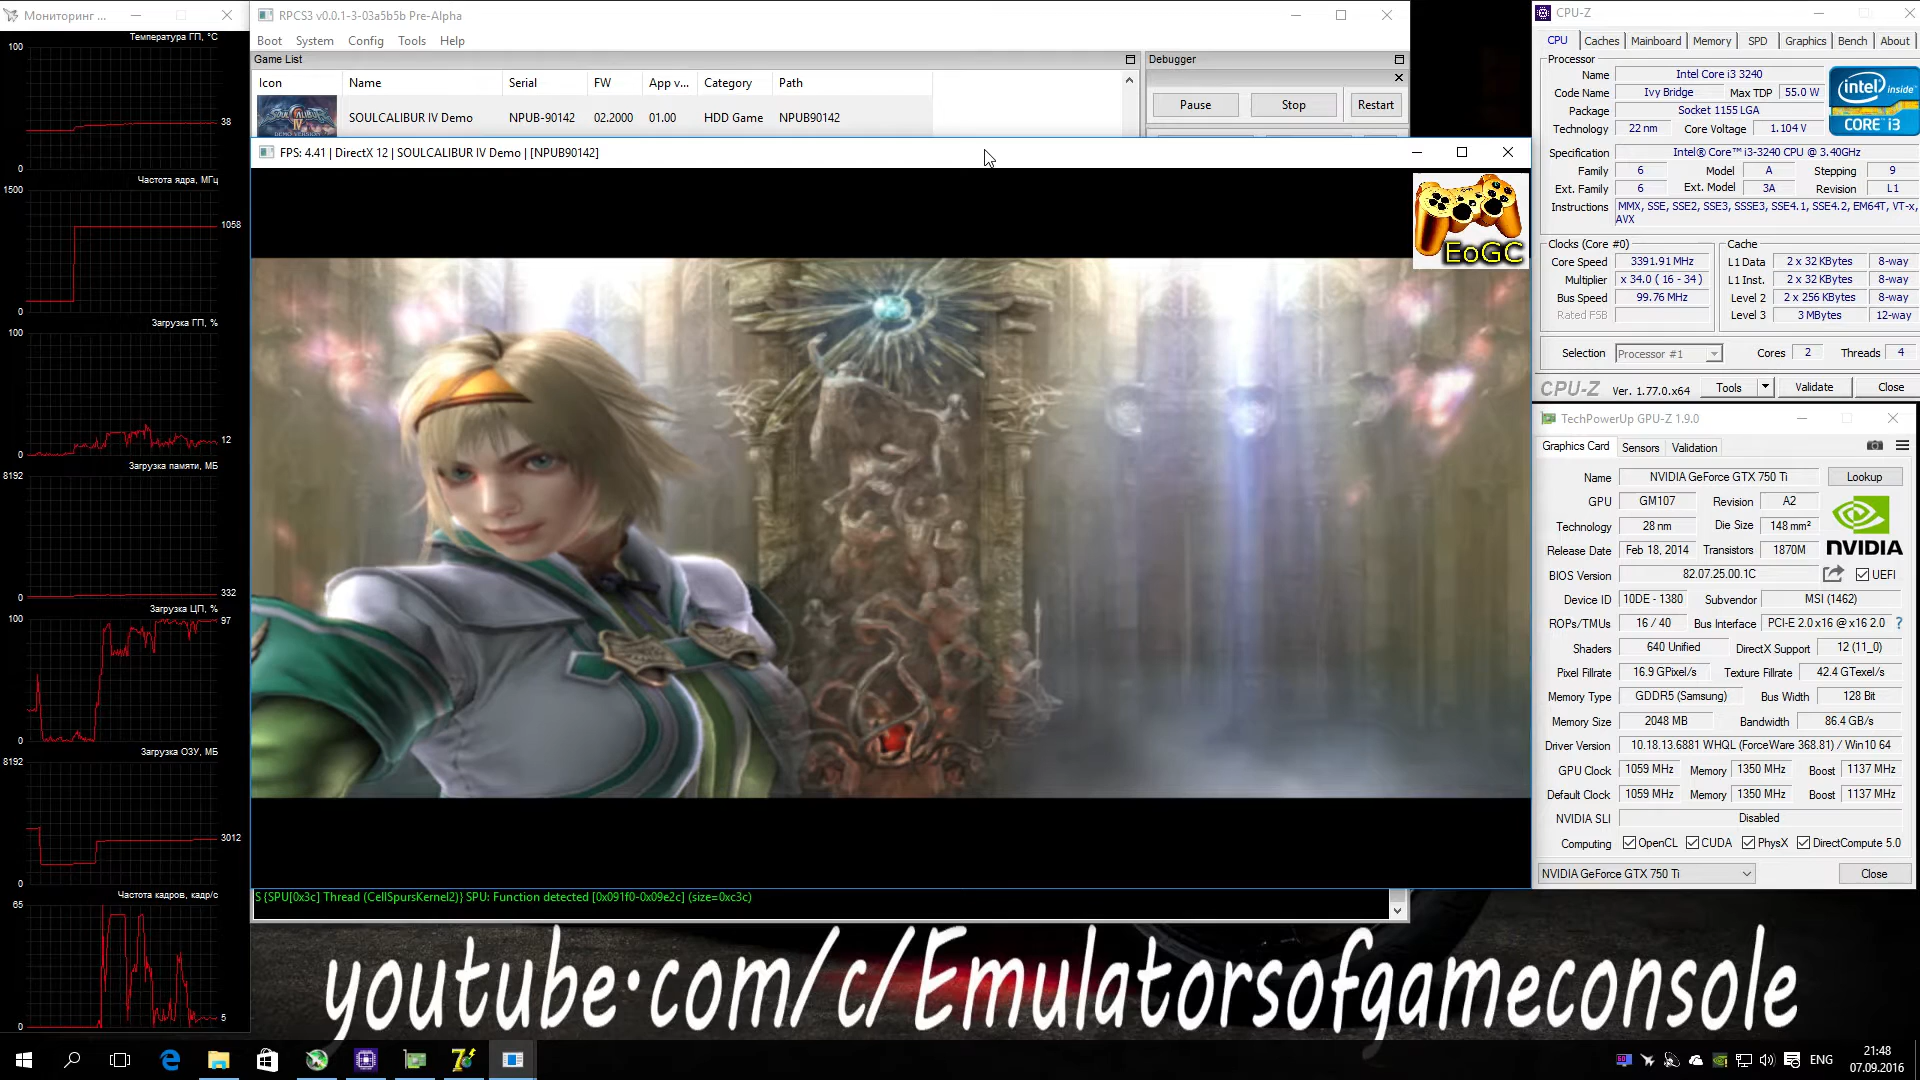 Мониторинг ...
Температура ГП, °C
100
38
0
Частота ядра, МГц
1500
1058
0
Загрузка ГП, %
100
12
0
Загрузка памяти, МБ
8192
332
0
Загрузка ЦП, %
100
97
0
Загрузка ОЗУ, МБ
8192
3012
0
Частота кадров, кадр/с
65
5
0
RPCS3 v0.0.1-3-03a5b5b Pre-Alpha
Boot System Config Tools Help
Game List
Icon Name Serial FW App v... Category Path
SOULCALIBUR IV Demo NPUB-90142 02.2000 01.00 HDD Game NPUB90142
Debugger
Pause Stop Restart
FPS: 4.41 | DirectX 12 | SOULCALIBUR IV Demo | [NPUB90142]
EoGC
S {SPU[0x3c] Thread (CellSpursKernel2)} SPU: Function detected [0x091f0-0x09e2c] (size=0xc3c)
youtube.com/c/Emulatorsofgameconsole
CPU-Z
CPU Caches Mainboard Memory SPD Graphics Bench About
Processor
Name Intel Core i3 3240
Code Name Ivy Bridge Max TDP 55.0 W
Package Socket 1155 LGA
Technology 22 nm Core Voltage 1.104 V
intel inside
CORE i3
Specification Intel® Core™ i3-3240 CPU @ 3.40GHz
Family 6 Model A Stepping 9
Ext. Family 6 Ext. Model 3A Revision L1
Instructions MMX, SSE, SSE2, SSE3, SSSE3, SSE4.1, SSE4.2, EM64T, VT-x,
AVX
Clocks (Core #0)
Core Speed 3391.91 MHz
Multiplier x 34.0 ( 16 - 34 )
Bus Speed 99.76 MHz
Rated FSB
Cache
L1 Data 2 x 32 KBytes 8-way
L1 Inst. 2 x 32 KBytes 8-way
Level 2 2 x 256 KBytes 8-way
Level 3 3 MBytes 12-way
Selection Processor #1 Cores 2 Threads 4
CPU-Z Ver. 1.77.0.x64 Tools Validate Close
TechPowerUp GPU-Z 1.9.0
Graphics Card Sensors Validation
Name NVIDIA GeForce GTX 750 Ti Lookup
GPU GM107 Revision A2
Technology 28 nm Die Size 148 mm²
Release Date Feb 18, 2014 Transistors 1870M
NVIDIA
BIOS Version 82.07.25.00.1C UEFI
Device ID 10DE - 1380 Subvendor MSI (1462)
ROPs/TMUs 16 / 40 Bus Interface PCI-E 2.0 x16 @ x16 2.0 ?
Shaders 640 Unified DirectX Support 12 (11_0)
Pixel Fillrate 16.9 GPixel/s Texture Fillrate 42.4 GTexel/s
Memory Type GDDR5 (Samsung) Bus Width 128 Bit
Memory Size 2048 MB Bandwidth 86.4 GB/s
Driver Version 10.18.13.6881 WHQL (ForceWare 368.81) / Win10 64
GPU Clock 1059 MHz Memory 1350 MHz Boost 1137 MHz
Default Clock 1059 MHz Memory 1350 MHz Boost 1137 MHz
NVIDIA SLI Disabled
Computing OpenCL CUDA PhysX DirectCompute 5.0
NVIDIA GeForce GTX 750 Ti Close
ENG
21:48
07.09.2016